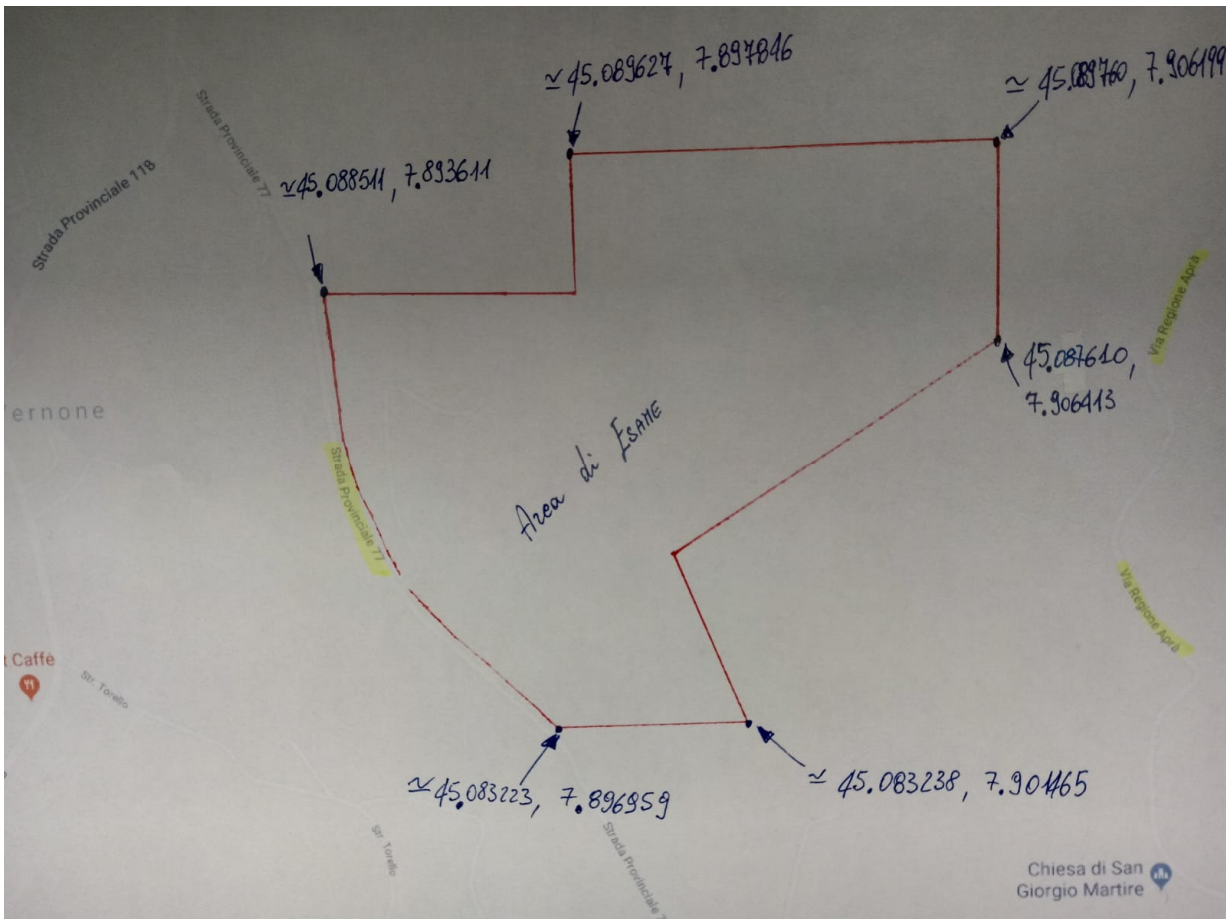 ≃45.089627, 7.897846
≃ 45.089760, 7.906199
Strada Provinciale 77
Strada Provinciale 118
≃45.088511, 7.893611
Via Regione Aprà
45.087610,
7.906413
ernone
Area di ESAME
Strada Provinciale 77
Via Regione Aprà
t Caffè
Str. Torello
≃45.083223, 7.896959
≃ 45.083238, 7.901465
Str. Torello
Strada Provinciale 7
Chiesa di San
Giorgio Martire